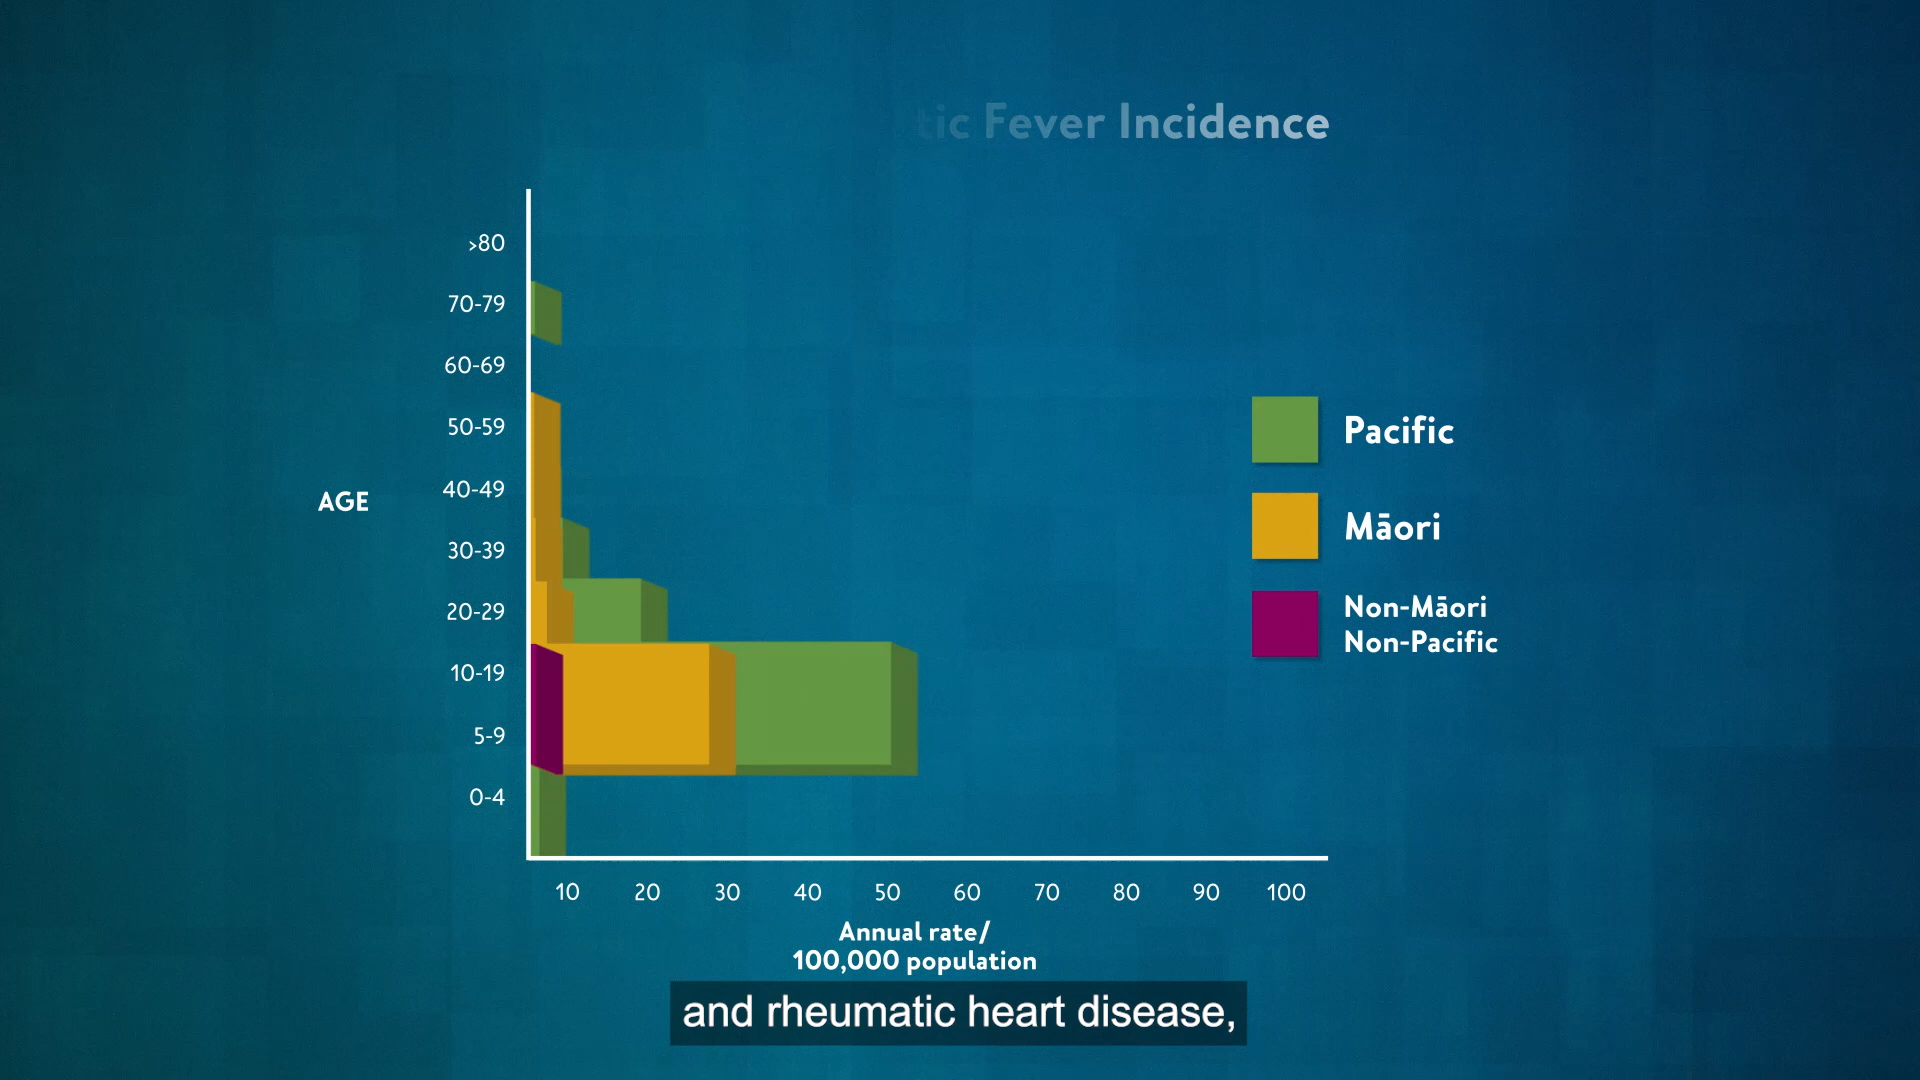 tic Fever Incidence
>80
70-79
60-69
50-59
40-49
30-39
20-29
10-19
5-9
0-4
AGE
10 20 30 40 50 60 70 80 90 100
Annual rate/
100,000 population
Pacific
Māori
Non-Māori
Non-Pacific
and rheumatic heart disease,